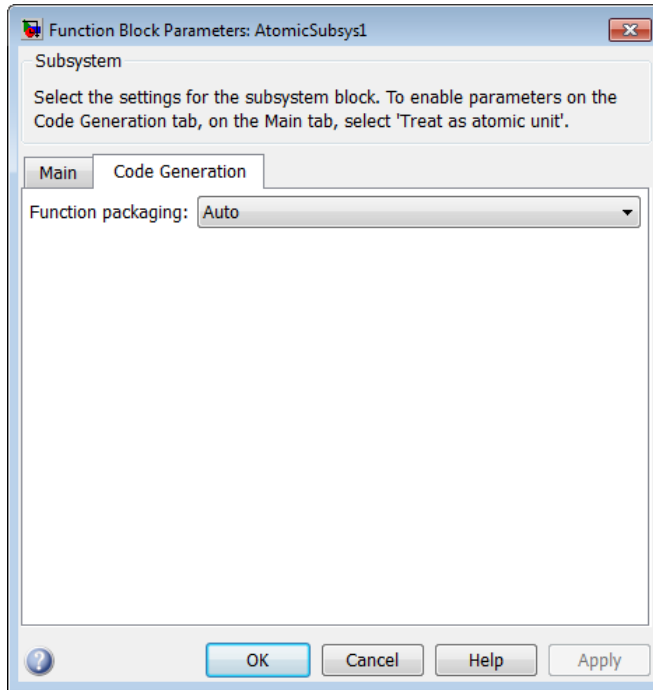 Function Block Parameters: AtomicSubsys1
Subsystem
Select the settings for the subsystem block. To enable parameters on the
Code Generation tab, on the Main tab, select 'Treat as atomic unit'.
Main Code Generation
Function packaging: Auto
? OK Cancel Help Apply